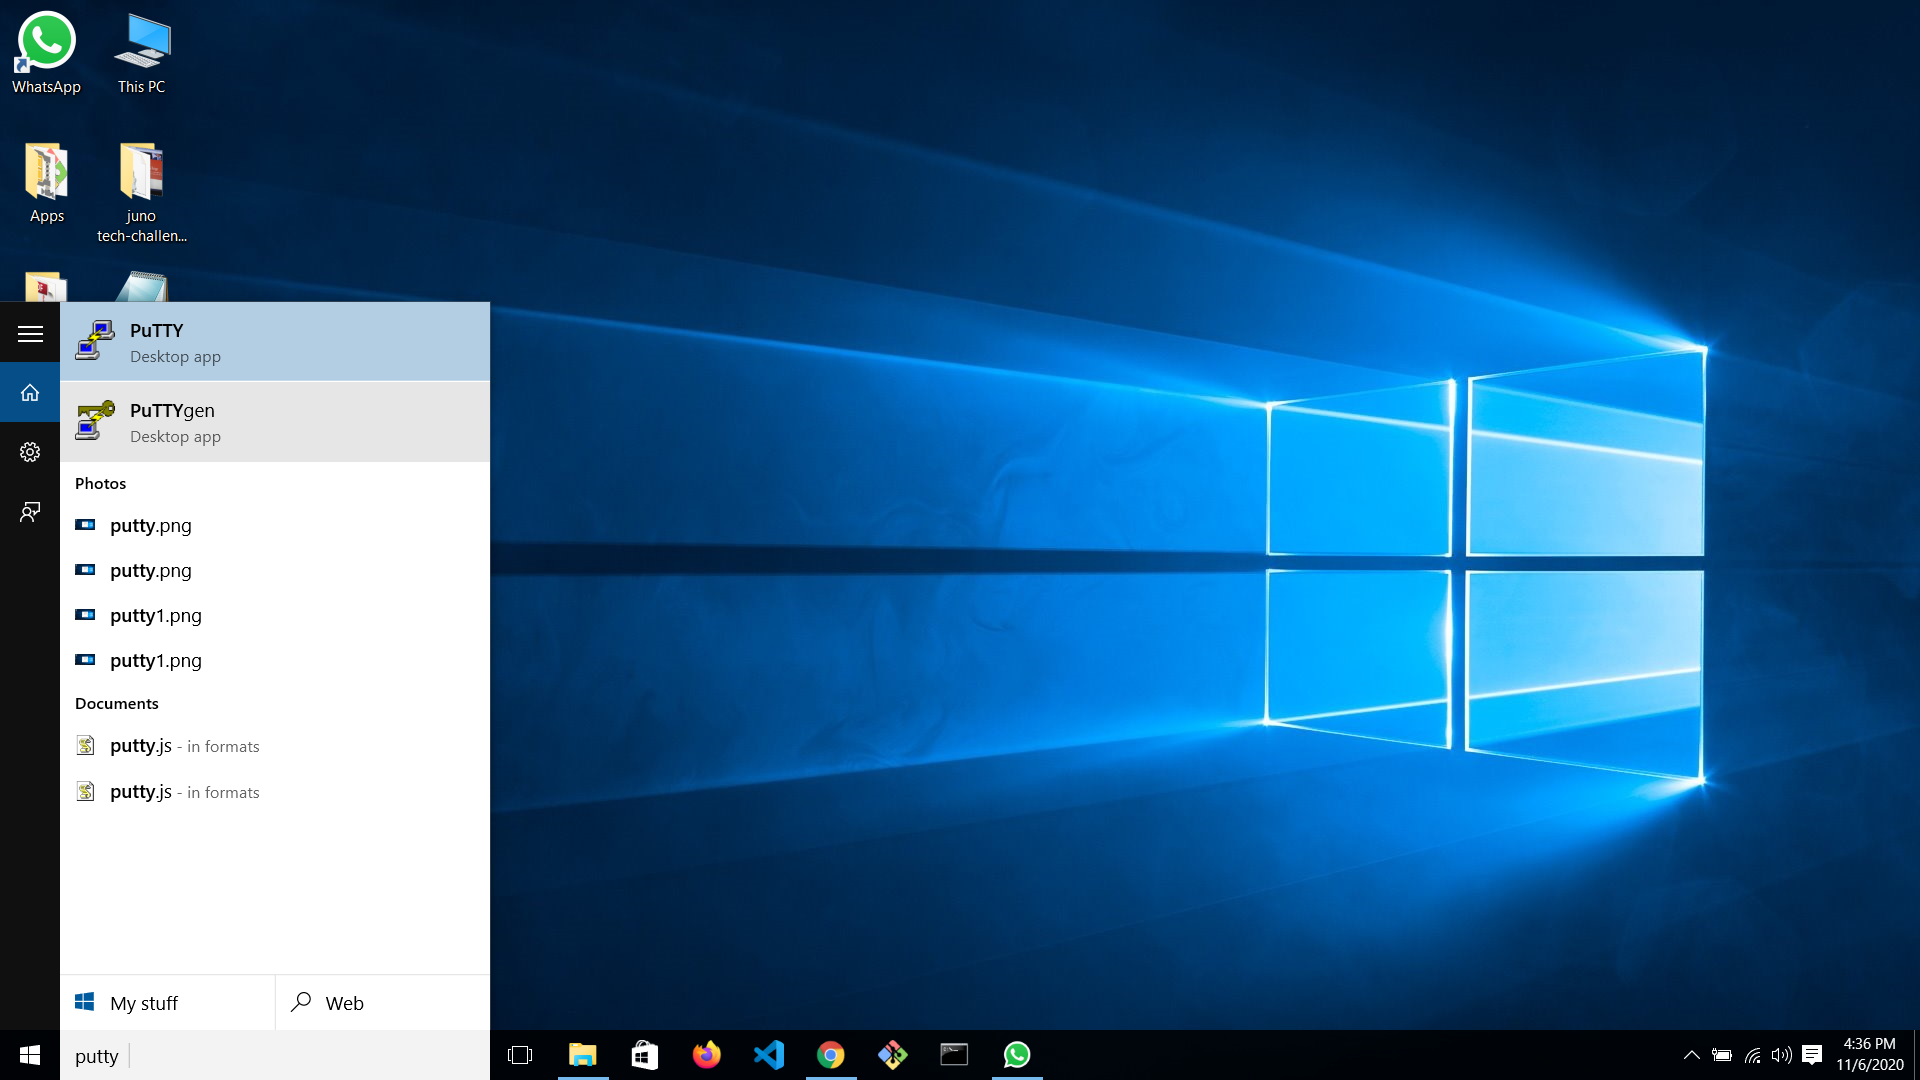 WhatsApp
This PC
Apps
juno
tech-challen...
PuTTY
Desktop app
PuTTYgen
Desktop app
Photos
putty.png
putty.png
putty1.png
putty1.png
Documents
putty.js - in formats
putty.js - in formats
My stuff
Web
putty
4:36 PM
11/6/2020